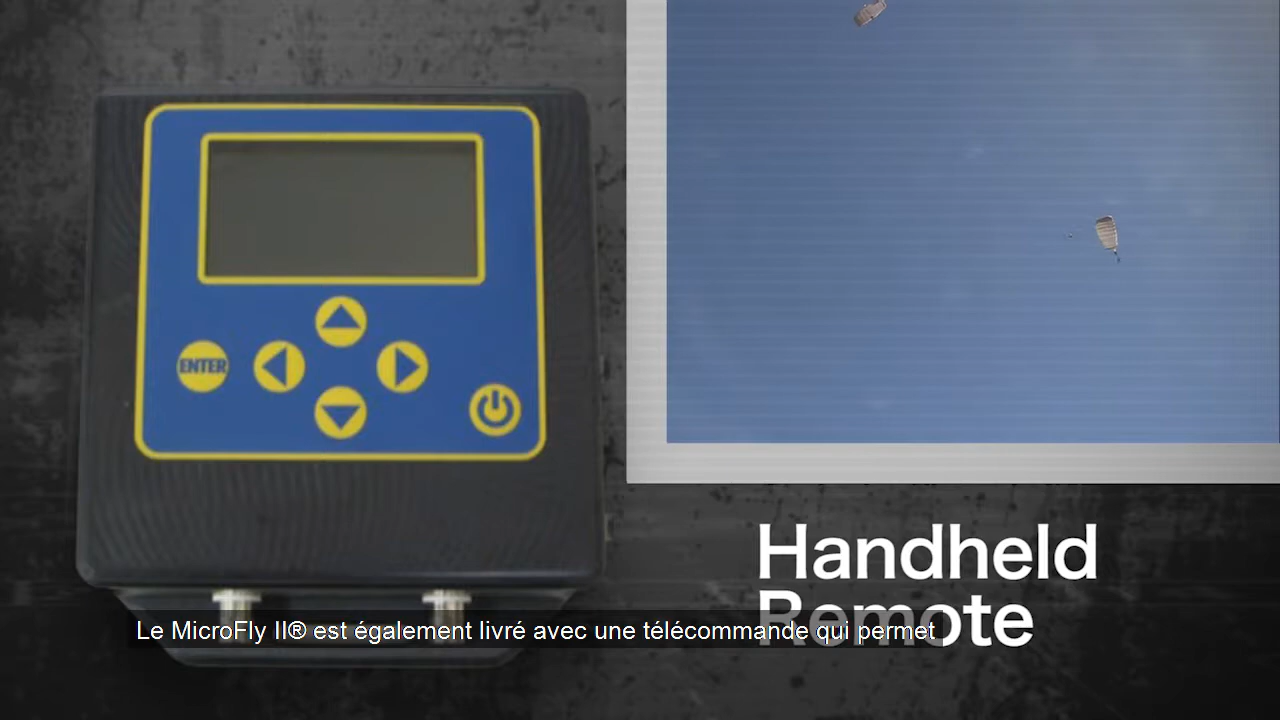 ENTER
Handheld
Remote
Le MicroFly II® est également livré avec une télécommande qui permet